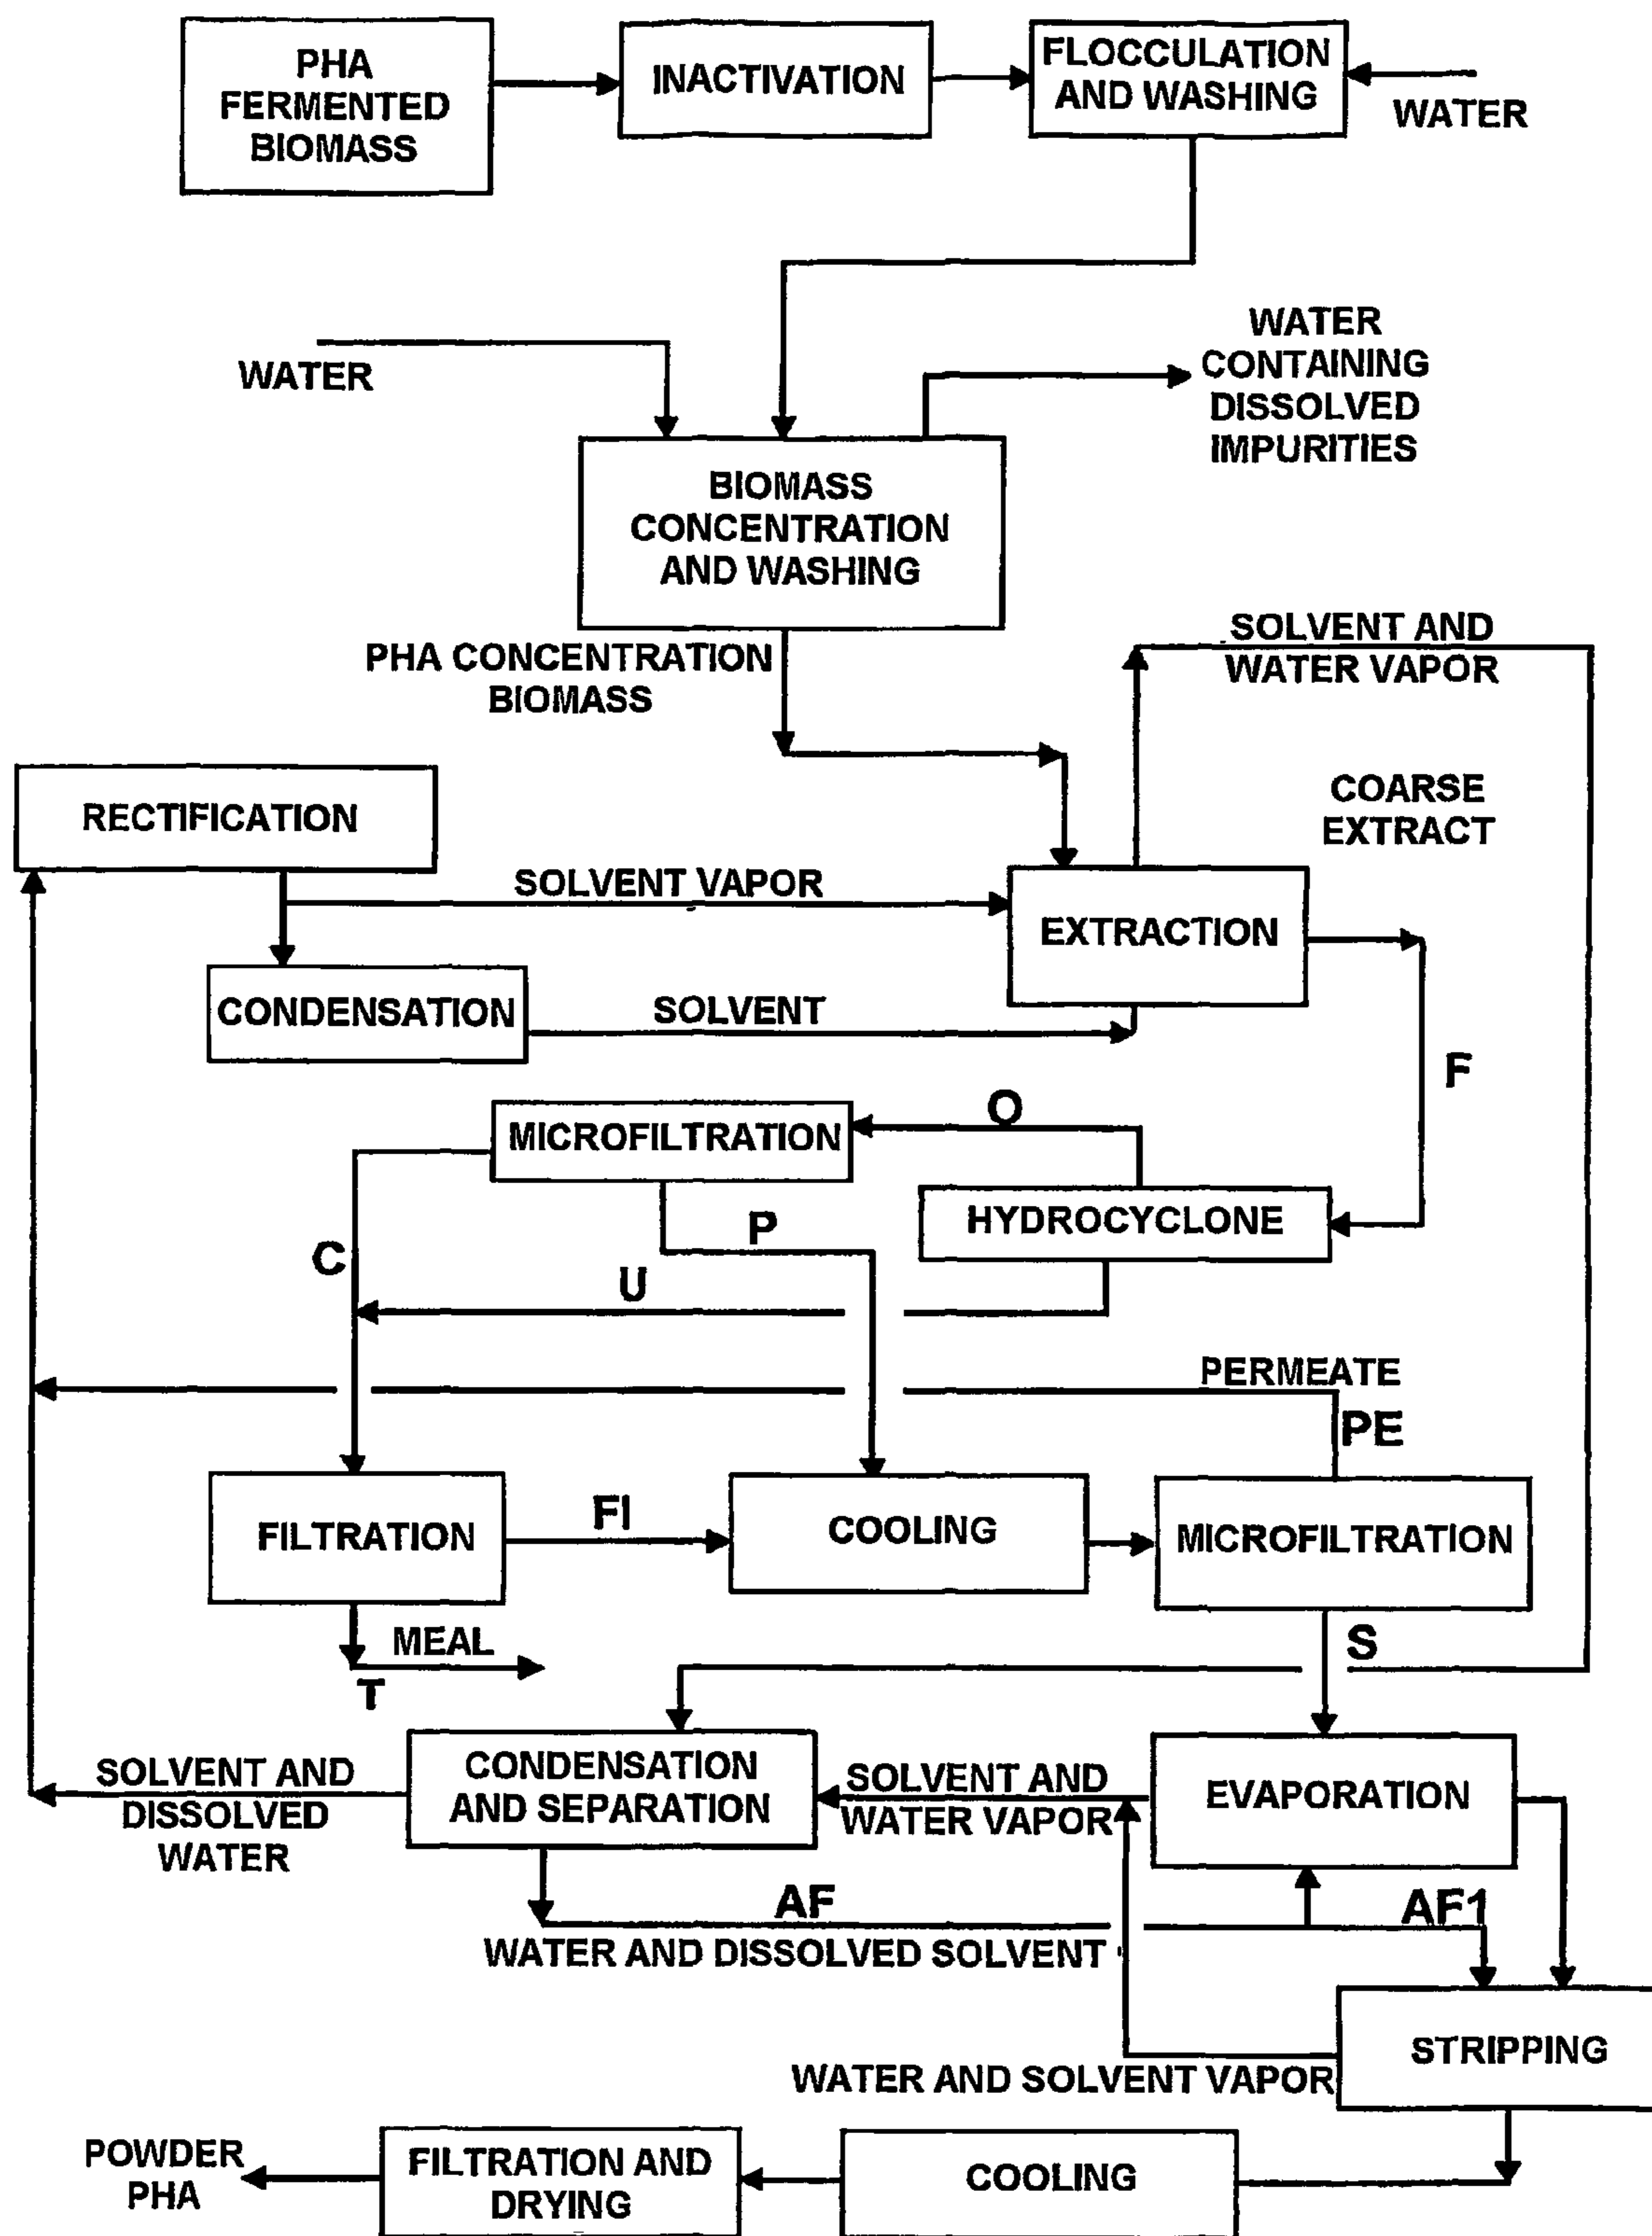 PHA
FERMENTED
BIOMASS
INACTIVATION
FLOCCULATION
AND WASHING
WATER
WATER
WATER
CONTAINING
DISSOLVED
IMPURITIES
BIOMASS
CONCENTRATION
AND WASHING
PHA CONCENTRATION
BIOMASS
SOLVENT AND
WATER VAPOR
RECTIFICATION
COARSE
EXTRACT
SOLVENT VAPOR
EXTRACTION
CONDENSATION
SOLVENT
F
MICROFILTRATION
O
HYDROCYCLONE
C
P
U
PERMEATE
PE
FILTRATION
FI
COOLING
MICROFILTRATION
MEAL
T
S
SOLVENT AND
DISSOLVED
WATER
CONDENSATION
AND SEPARATION
SOLVENT AND
WATER VAPOR
EVAPORATION
AF
AF1
WATER AND DISSOLVED SOLVENT
STRIPPING
WATER AND SOLVENT VAPOR
POWDER
PHA
FILTRATION AND
DRYING
COOLING